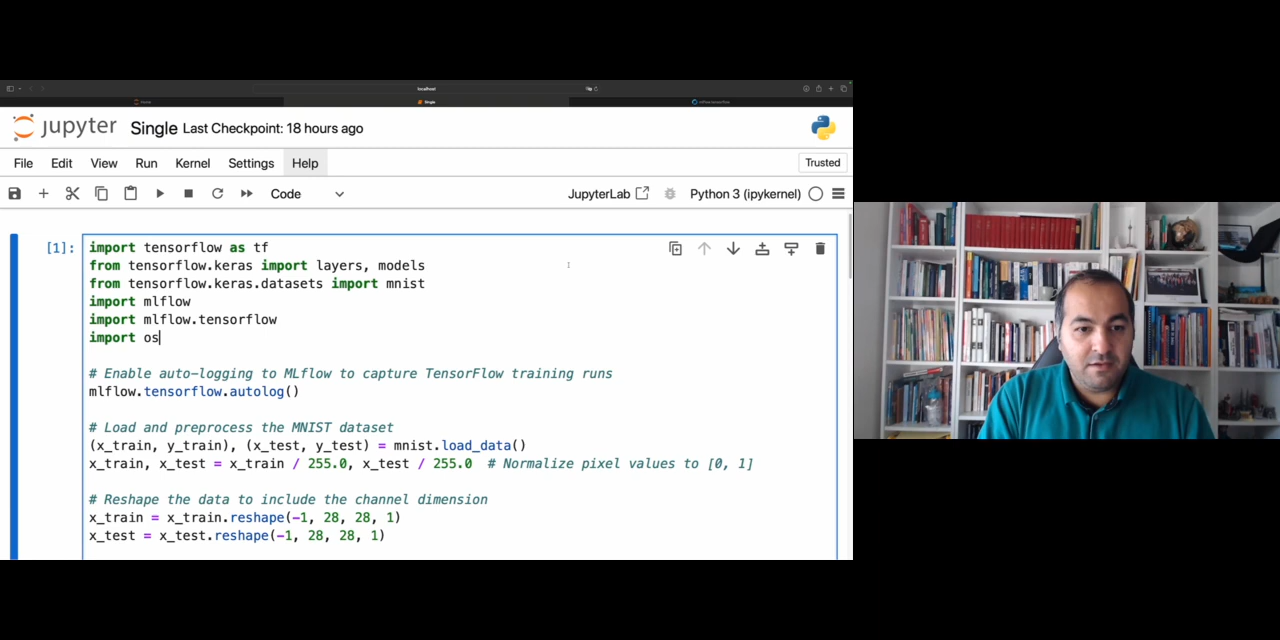 localhost
Home
Single
mlflow/tensorflow
jupyter Single Last Checkpoint: 18 hours ago
File Edit View Run Kernel Settings Help
Trusted
Code
JupyterLab
Python 3 (ipykernel)
[1]:
import tensorflow as tf
from tensorflow.keras import layers, models
from tensorflow.keras.datasets import mnist
import mlflow
import mlflow.tensorflow
import os
# Enable auto-logging to MLflow to capture TensorFlow training runs
mlflow.tensorflow.autolog()
# Load and preprocess the MNIST dataset
(x_train, y_train), (x_test, y_test) = mnist.load_data()
x_train, x_test = x_train / 255.0, x_test / 255.0  # Normalize pixel values to [0, 1]
# Reshape the data to include the channel dimension
x_train = x_train.reshape(-1, 28, 28, 1)
x_test = x_test.reshape(-1, 28, 28, 1)